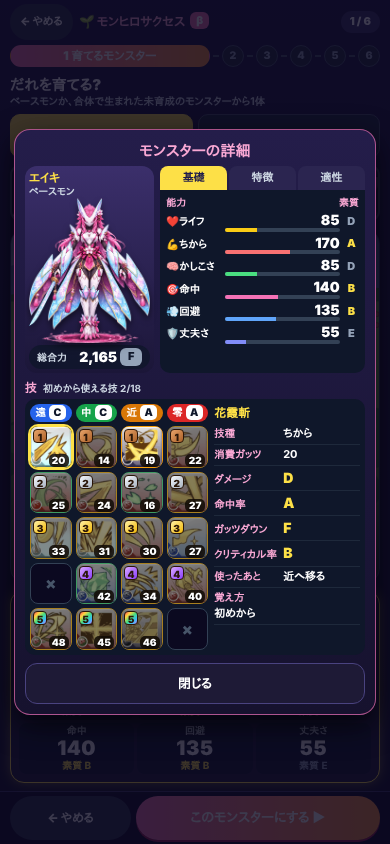 ← やめる
🌱 モンヒロサクセス β
1 / 6
1 育てるモンスター
2
3
4
5
6
だれを育てる?
ベースモンか、合体で生まれた未育成のモンスターから1体
モンスターの詳細
エイキ
ベースモン
総合力 2,165 F
基礎
特徴
適性
能力 素質
❤️ライフ 85 D
💪ちから 170 A
🧠かしこさ 85 D
🎯命中 140 B
💨回避 135 B
🛡️丈夫さ 55 E
技 初めから使える技 2/18
遠 C
中 C
近 A
零 A
1 20
1 14
1 19
1 22
2 25
2 24
2 16
2 27
3 33
3 31
3 30
3 27
×
4 42
4 34
4 40
5 48
5 45
5 46
×
花霞斬
技種 ちから
消費ガッツ 20
ダメージ D
命中率 A
ガッツダウン F
クリティカル率 B
使ったあと 近へ移る
覚え方
初めから
閉じる
命中
140
素質 B
回避
135
素質 B
丈夫さ
55
素質 E
← やめる
このモンスターにする ▶